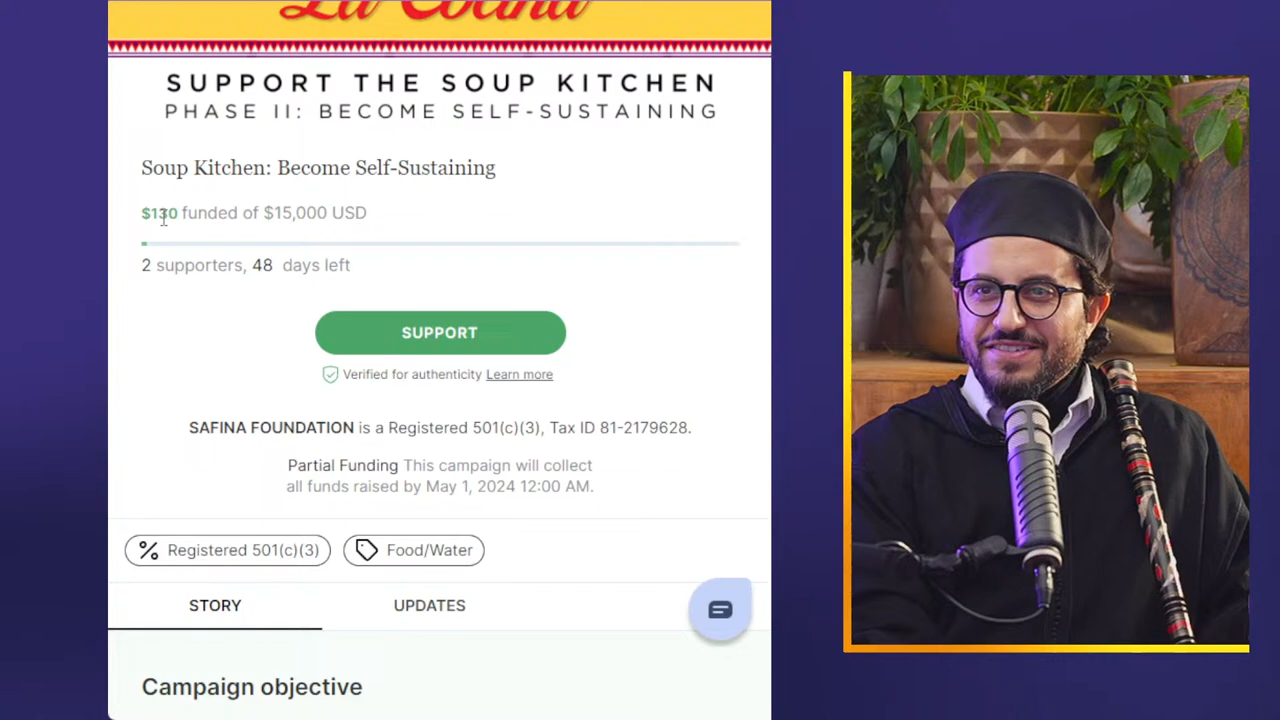 La Cocina
SUPPORT THE SOUP KITCHEN
PHASE II: BECOME SELF-SUSTAINING
Soup Kitchen: Become Self-Sustaining
$130 funded of $15,000 USD
2 supporters, 48 days left
SUPPORT
Verified for authenticity Learn more
SAFINA FOUNDATION is a Registered 501(c)(3), Tax ID 81-2179628.
Partial Funding This campaign will collect
all funds raised by May 1, 2024 12:00 AM.
Registered 501(c)(3) Food/Water
STORY UPDATES
Campaign objective